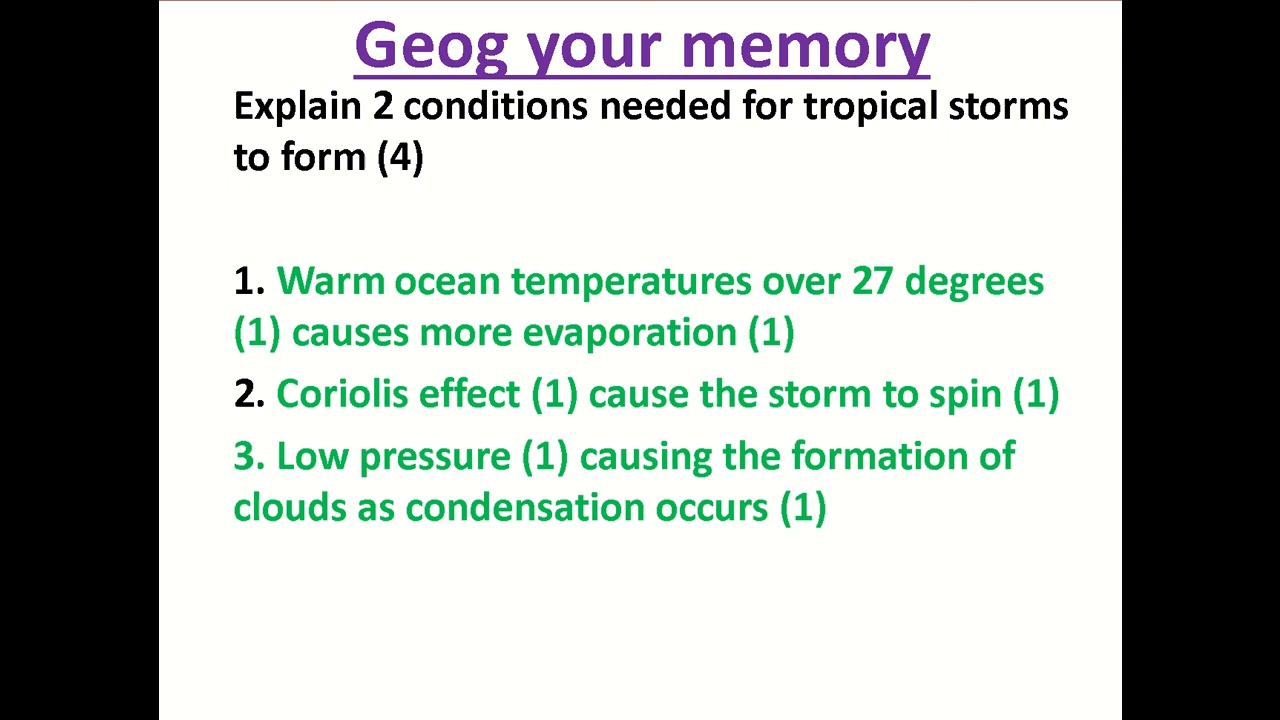 Geog your memory
Explain 2 conditions needed for tropical storms
to form (4)
1. Warm ocean temperatures over 27 degrees
(1) causes more evaporation (1)
2. Coriolis effect (1) cause the storm to spin (1)
3. Low pressure (1) causing the formation of
clouds as condensation occurs (1)